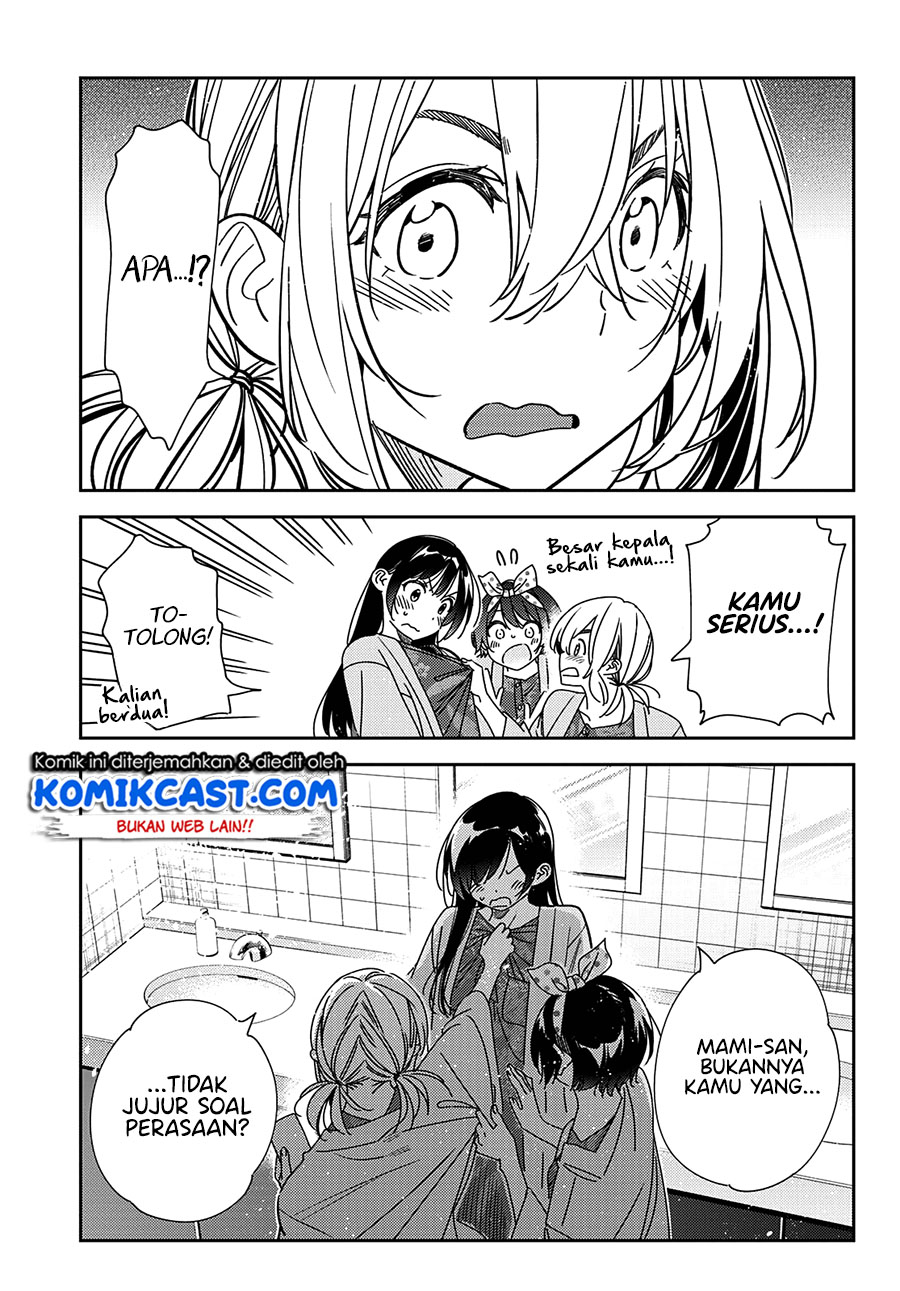 APA...!?
KAMU
SERIUS...!
Besar kepala
sekali kamu...!
TO-
TOLONG!
Kalian
berdua!
Komik ini diterjemahkan & diedit oleh
KOMIKCAST.COM
BUKAN WEB LAIN!!
MAMI-SAN,
BUKANNYA
KAMU YANG...
...TIDAK
JUJUR SOAL
PERASAAN?